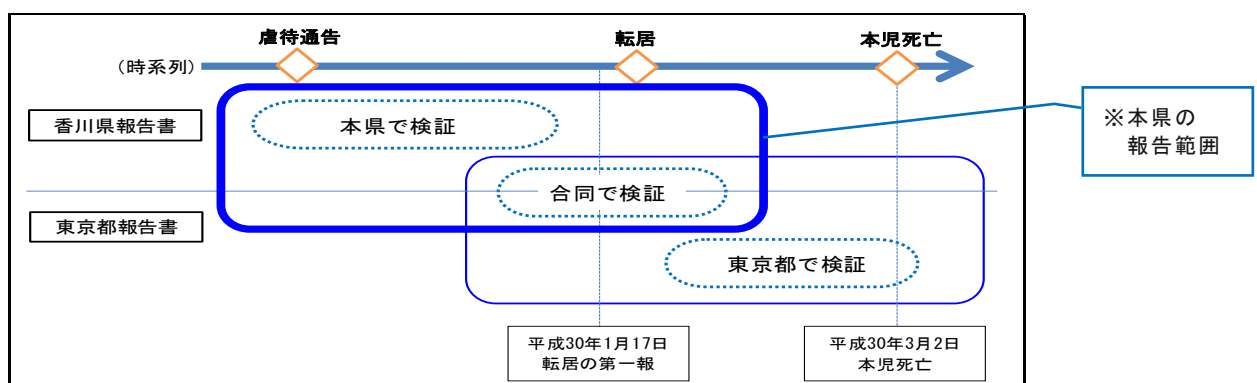 虐待通告
転居
本児死亡
(時系列)
香川県報告書
本県で検証
※本県の
報告範囲
合同で検証
東京都報告書
東京都で検証
平成30年1月17日
転居の第一報
平成30年3月2日
本児死亡